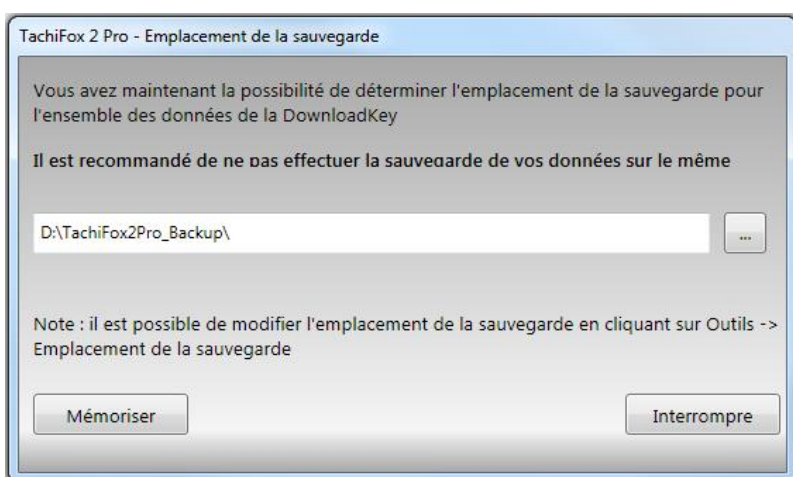 TachiFox 2 Pro - Emplacement de la sauvegarde
Vous avez maintenant la possibilité de déterminer l'emplacement de la sauvegarde pour
l'ensemble des données de la DownloadKey
Il est recommandé de ne pas effectuer la sauvegarde de vos données sur le même
D:\TachiFox2Pro_Backup\
...
Note : il est possible de modifier l'emplacement de la sauvegarde en cliquant sur Outils ->
Emplacement de la sauvegarde
Mémoriser
Interrompre